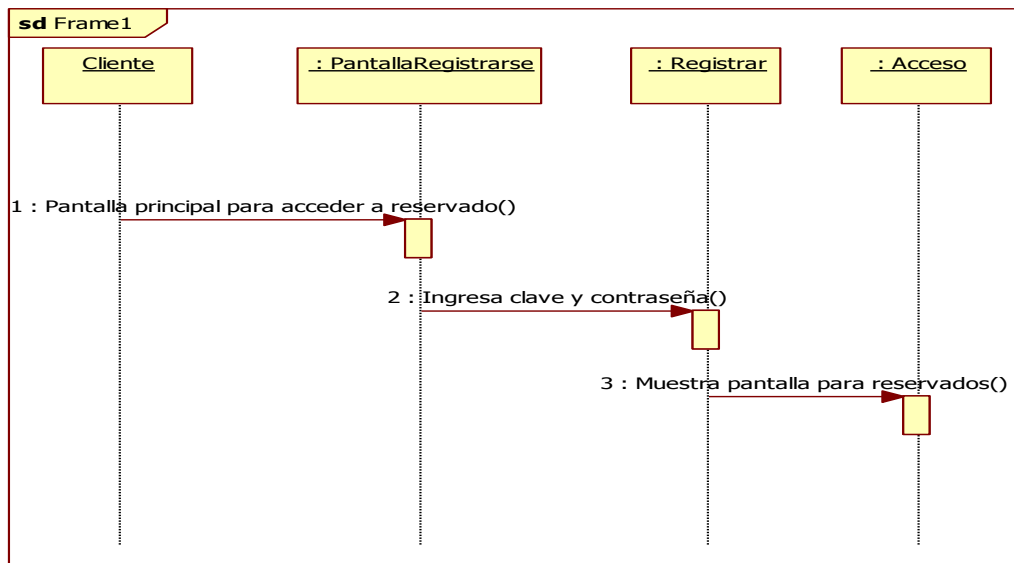 sd Frame1
Cliente
: PantallaRegistrarse
: Registrar
: Acceso
1 : Pantalla principal para acceder a reservado()
2 : Ingresa clave y contraseña()
3 : Muestra pantalla para reservados()